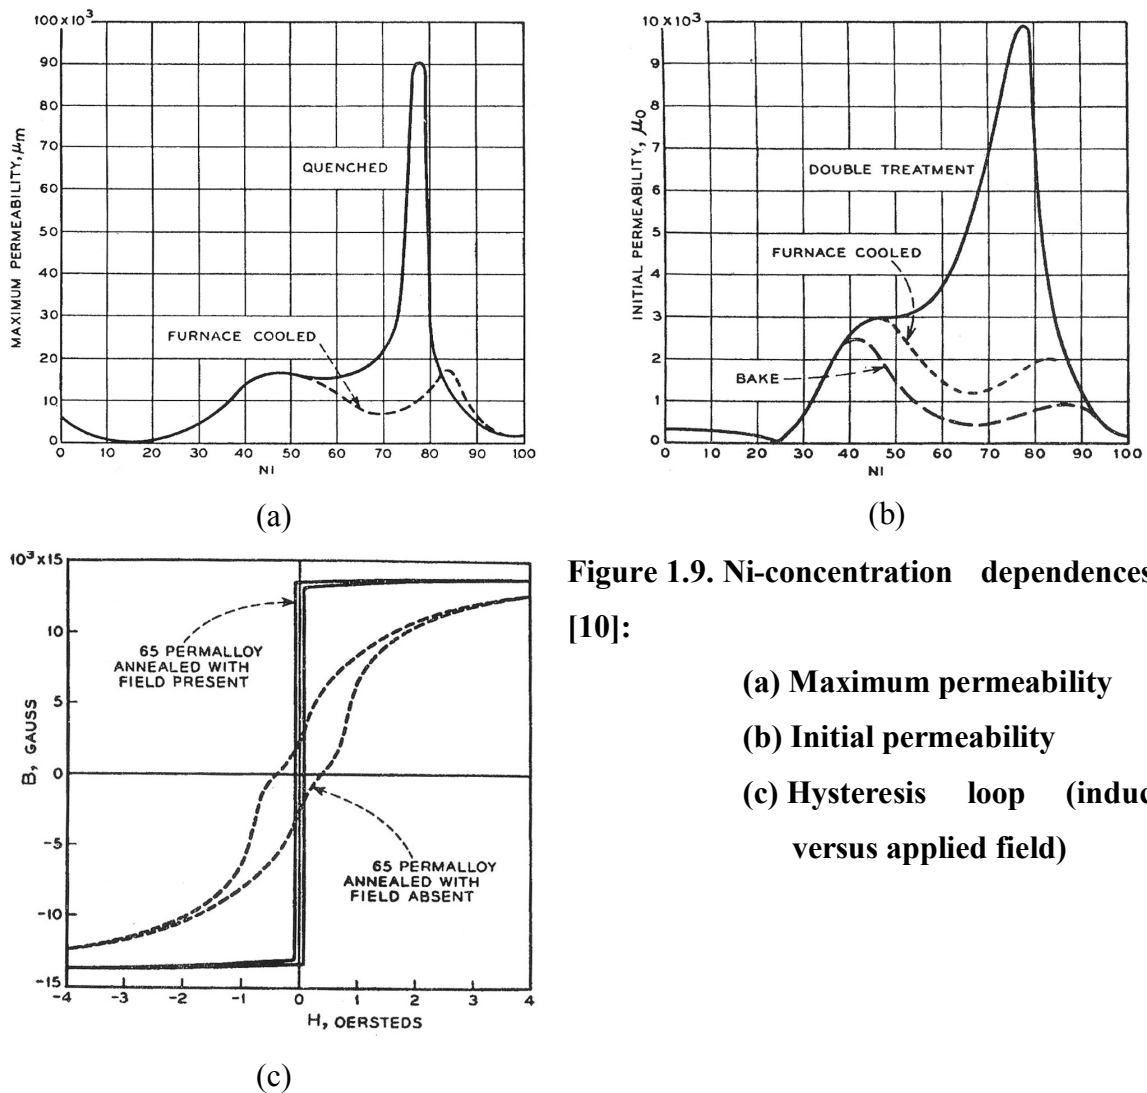 100×10³
90
80
70
60
90
40
30
20
10
0
MAXIMUM PERMEABILITY, μm
QUENCHED
FURNACE COOLED
0 10 20 30 40 50 60 70 80 90 100
NI
(a)
10×10³
9
8
7
6
5
4
3
2
1
0
INITIAL PERMEABILITY, μ₀
DOUBLE TREATMENT
FURNACE COOLED
BAKE
0 10 20 30 40 50 60 70 80 90 100
NI
(b)
10³×15
10
5
0
-5
-10
-15
B, GAUSS
65 PERMALLOY
ANNEALED WITH
FIELD PRESENT
65 PERMALLOY
ANNEALED WITH
FIELD ABSENT
-4 -3 -2 -1 0 1 2 3 4
H, OERSTEDS
(c)
Figure 1.9. Ni-concentration dependences
[10]:
(a) Maximum permeability
(b) Initial permeability
(c) Hysteresis loop (induc
versus applied field)